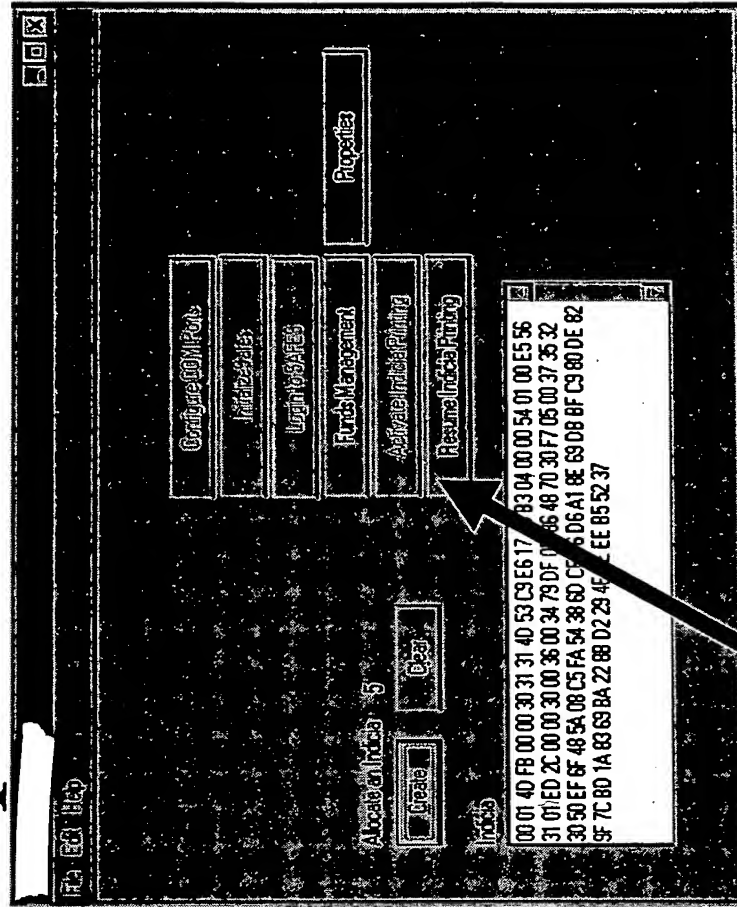 File Edit Help
Configure COM Ports
Initialize Safes
Login to SAFES
Funds Management
Properties
Activate Indicia Printing
Resume Indicia Printing
Allocate an Indicia 5
Create Clear
Indicia
00 01 4D FB 00 00 30 31 31 4D 53 C3 E6 17 B3 04 00 00 54 01 00 E5 56
31 01 ED 2C 00 00 30 00 36 00 34 79 DF 86 48 70 30 F7 05 00 37 35 32
30 50 EF 6F 48 5A 08 C5 FA 54 38 6D D6 A1 8E 69 D8 BF C9 80 DE 82
9F 7C BD 1A 83 69 BA 22 88 D2 29 EE B5 52 37